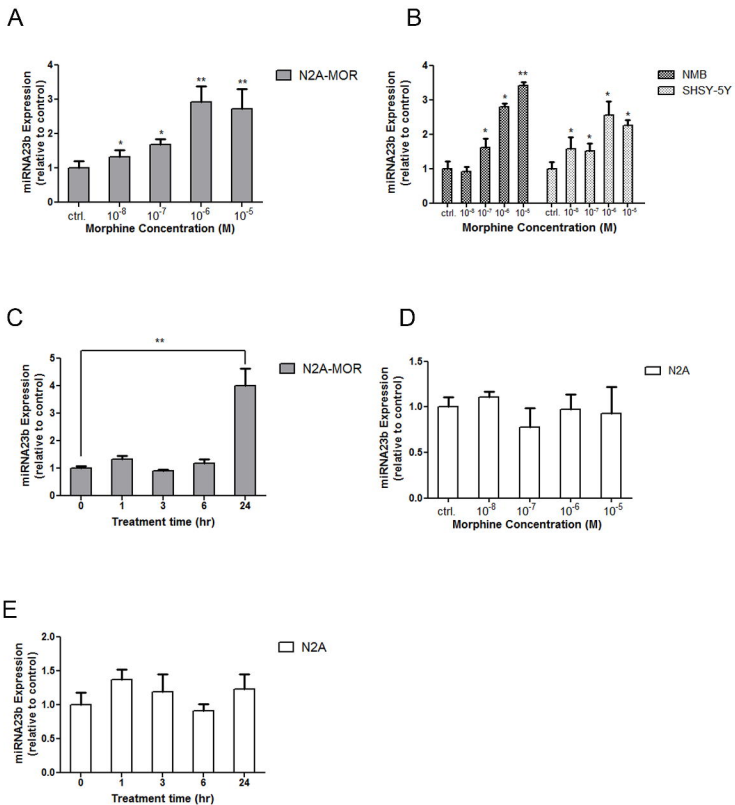 A
miRNA23b Expression
(relative to control)
4
3
2
1
0
** **
* *
ctrl. 10⁻⁸ 10⁻⁷ 10⁻⁶ 10⁻⁵
Morphine Concentration (M)
N2A-MOR
B
miRNA23b Expression
(relative to control)
4
3
2
1
0
**
* *
* * * *
ctrl. 10⁻⁸ 10⁻⁷ 10⁻⁶ 10⁻⁵ ctrl. 10⁻⁸ 10⁻⁷ 10⁻⁶ 10⁻⁵
Morphine Concentration (M)
NMB
SHSY-5Y
C
miRNA23b Expression
(relative to control)
5
4
3
2
1
0
**
0 1 3 6 24
Treatment time (hr)
N2A-MOR
D
miRNA23b Expression
(relative to control)
1.5
1.0
0.5
0.0
ctrl. 10⁻⁸ 10⁻⁷ 10⁻⁶ 10⁻⁵
Morphine Concentration (M)
N2A
E
miRNA23b Expression
(relative to control)
2.0
1.5
1.0
0.5
0.0
0 1 3 6 24
Treatment time (hr)
N2A